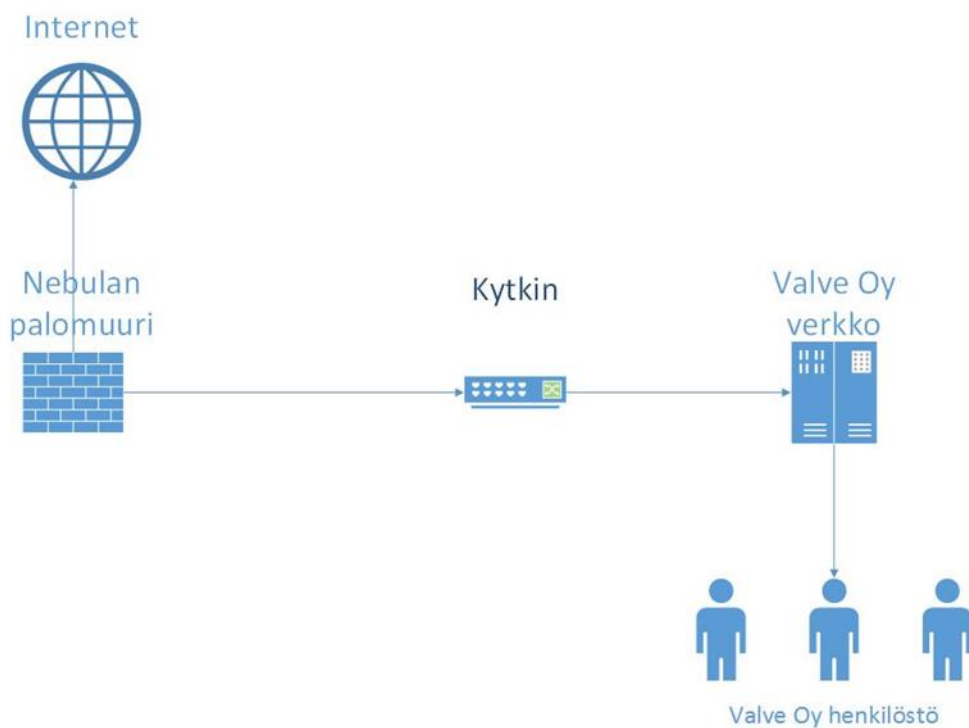 Internet
Nebulan
palomuuri
Kytkin
Valve Oy
verkko
Valve Oy henkilöstö